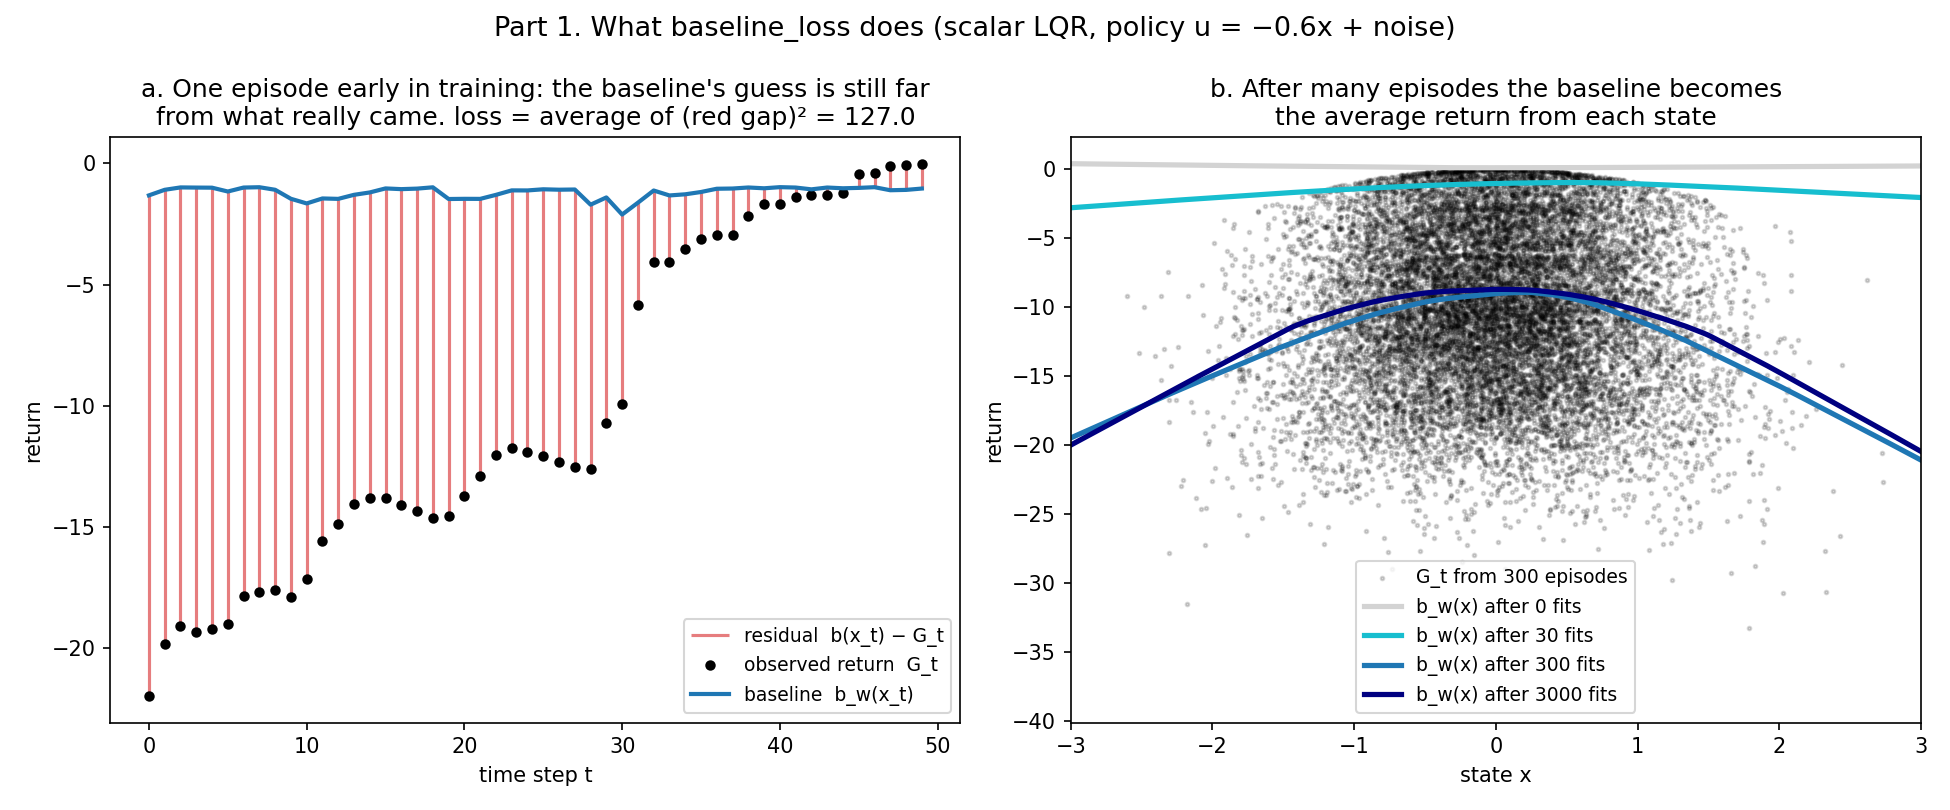 Part 1. What baseline_loss does (scalar LQR, policy u = −0.6x + noise)
a. One episode early in training: the baseline's guess is still far
from what really came. loss = average of (red gap)² = 127.0
0
−5
−10
−15
−20
return
0
10
20
30
40
50
time step t
residual  b(x_t) − G_t
observed return  G_t
baseline  b_w(x_t)
b. After many episodes the baseline becomes
the average return from each state
0
−5
−10
−15
−20
−25
−30
−35
−40
return
−3
−2
−1
0
1
2
3
state x
G_t from 300 episodes
b_w(x) after 0 fits
b_w(x) after 30 fits
b_w(x) after 300 fits
b_w(x) after 3000 fits